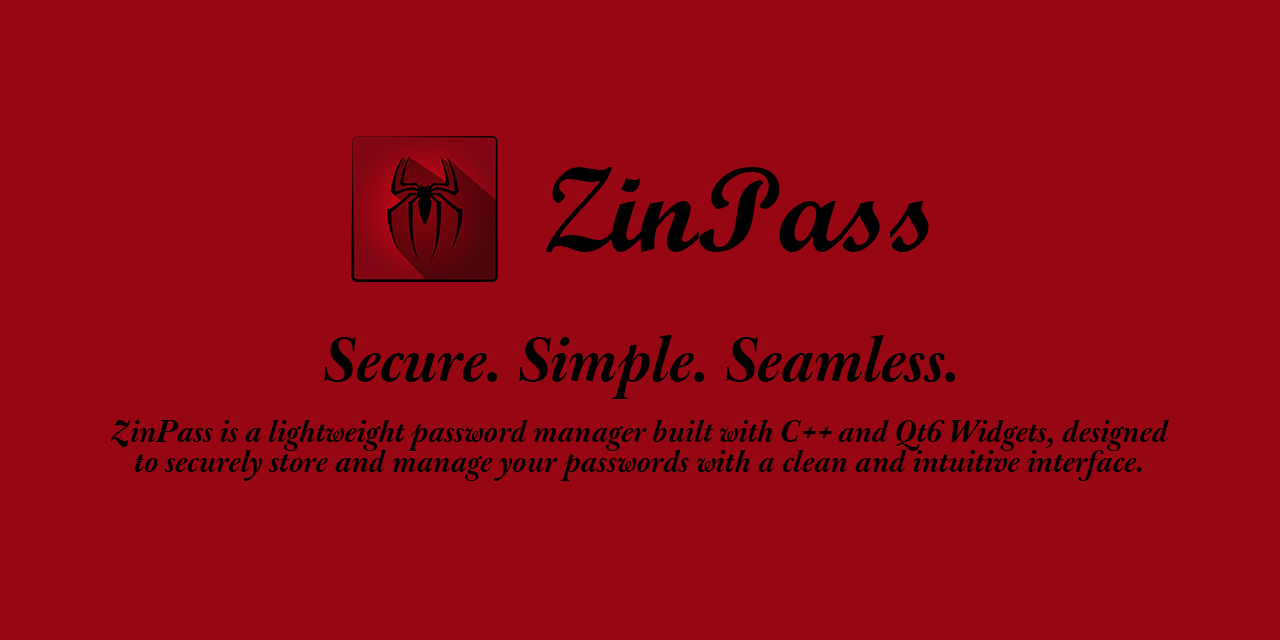 ZinPass
Secure. Simple. Seamless.
ZinPass is a lightweight password manager built with C++ and Qt6 Widgets, designed
to securely store and manage your passwords with a clean and intuitive interface.